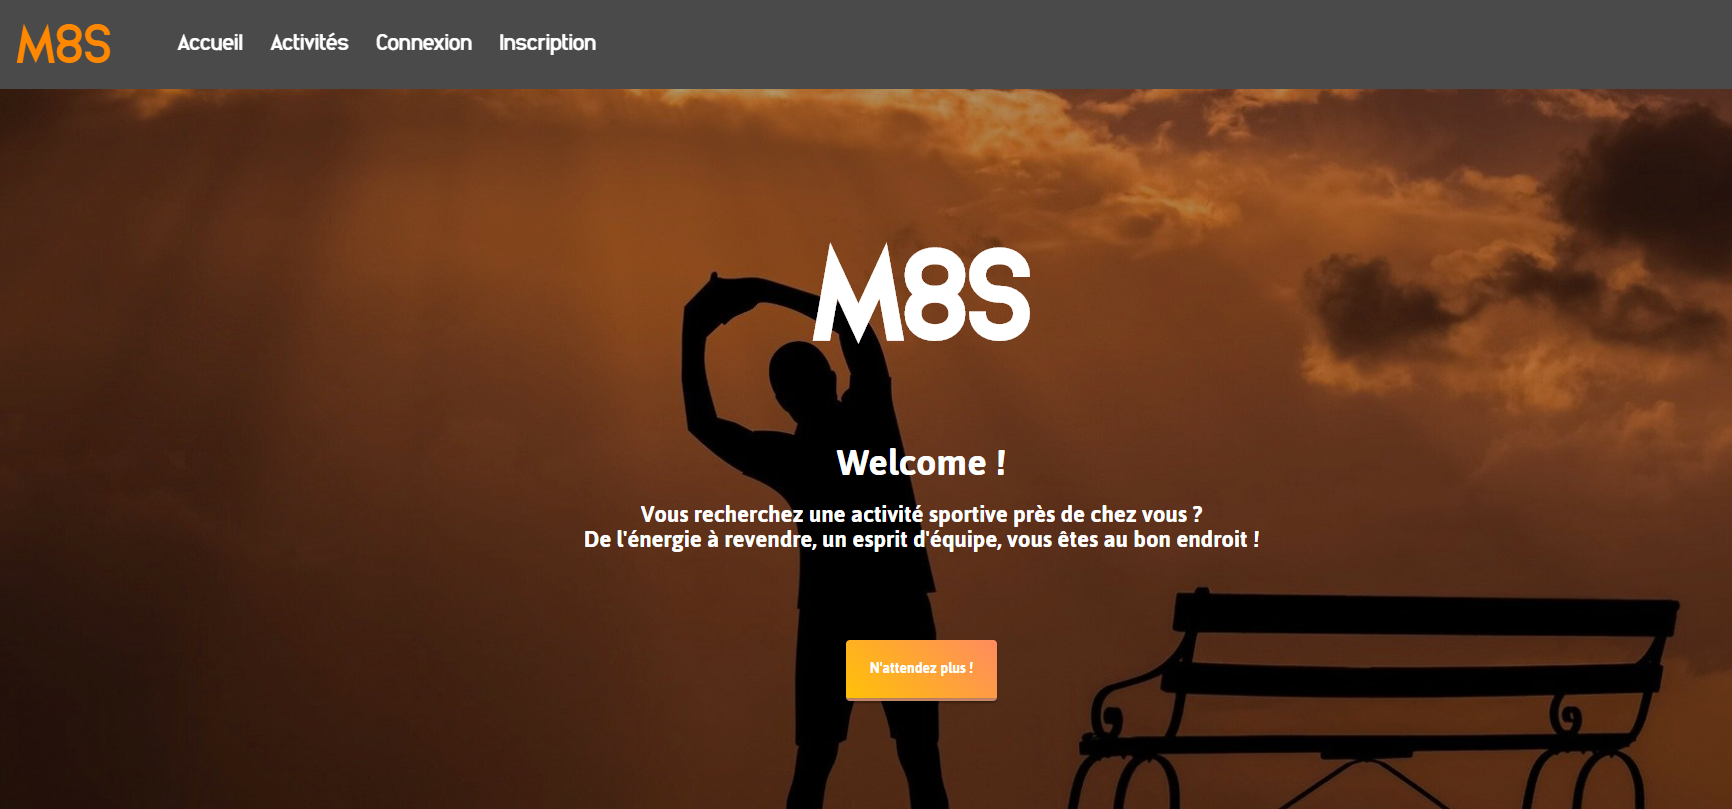 M8S
Accueil Activités Connexion Inscription
M8S
Welcome !
Vous recherchez une activité sportive près de chez vous ?
De l'énergie à revendre, un esprit d'équipe, vous êtes au bon endroit !
N'attendez plus !